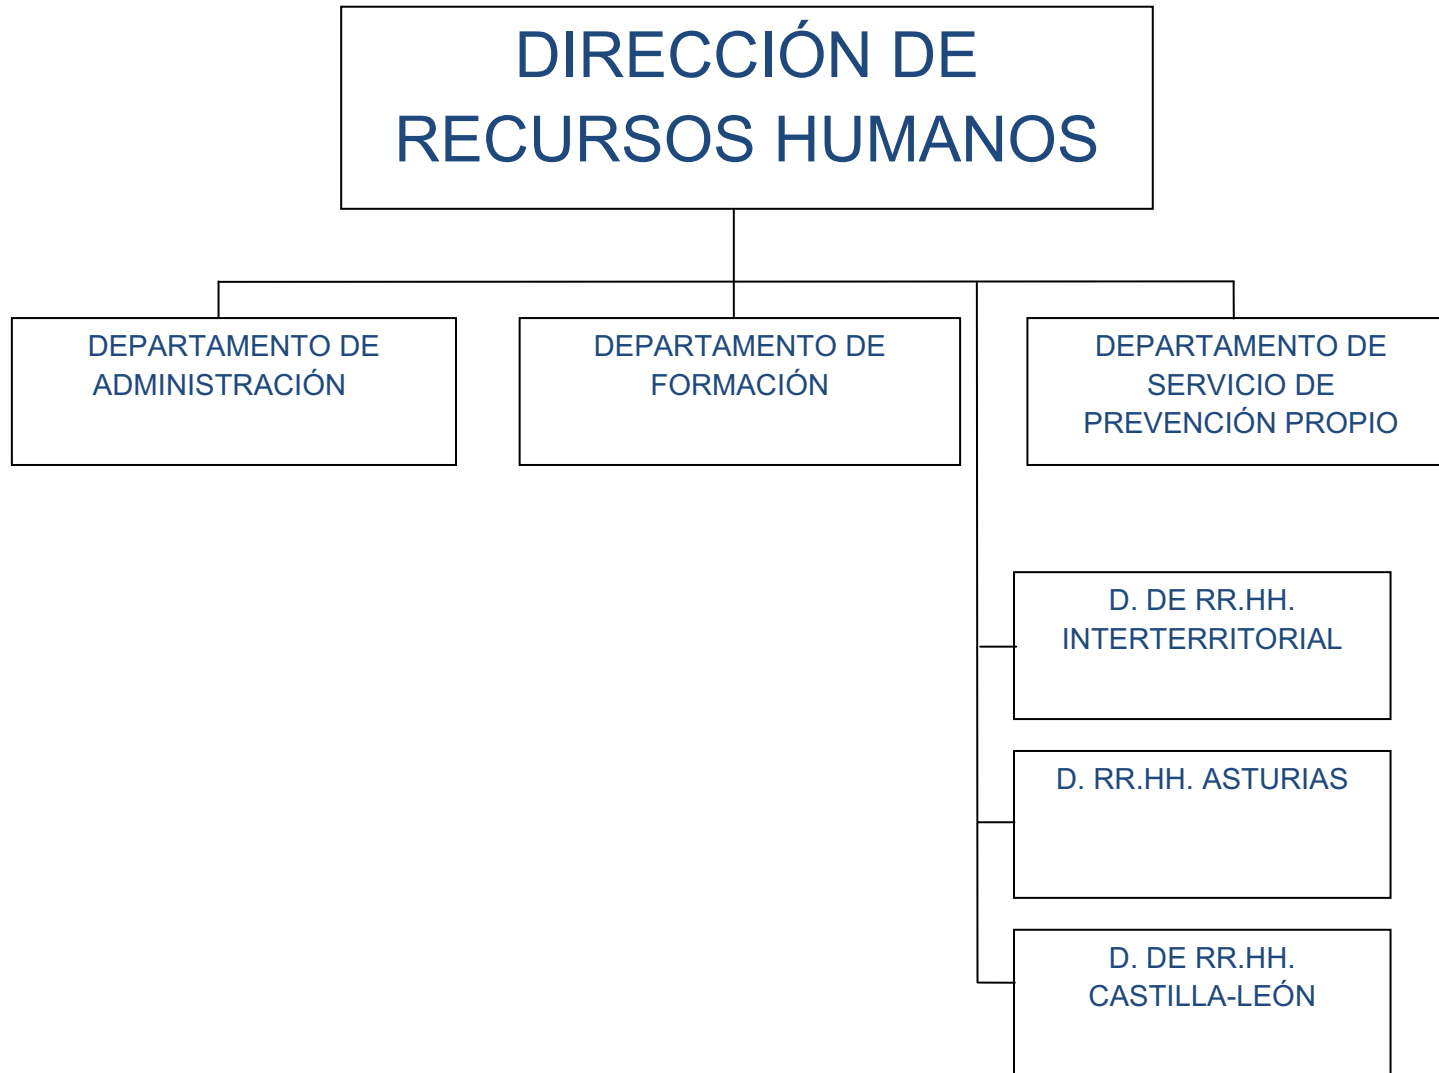 DIRECCIÓN DE
RECURSOS HUMANOS
DEPARTAMENTO DE
ADMINISTRACIÓN
DEPARTAMENTO DE
FORMACIÓN
DEPARTAMENTO DE
SERVICIO DE
PREVENCIÓN PROPIO
D. DE RR.HH.
INTERTERRITORIAL
D. RR.HH. ASTURIAS
D. DE RR.HH.
CASTILLA-LEÓN